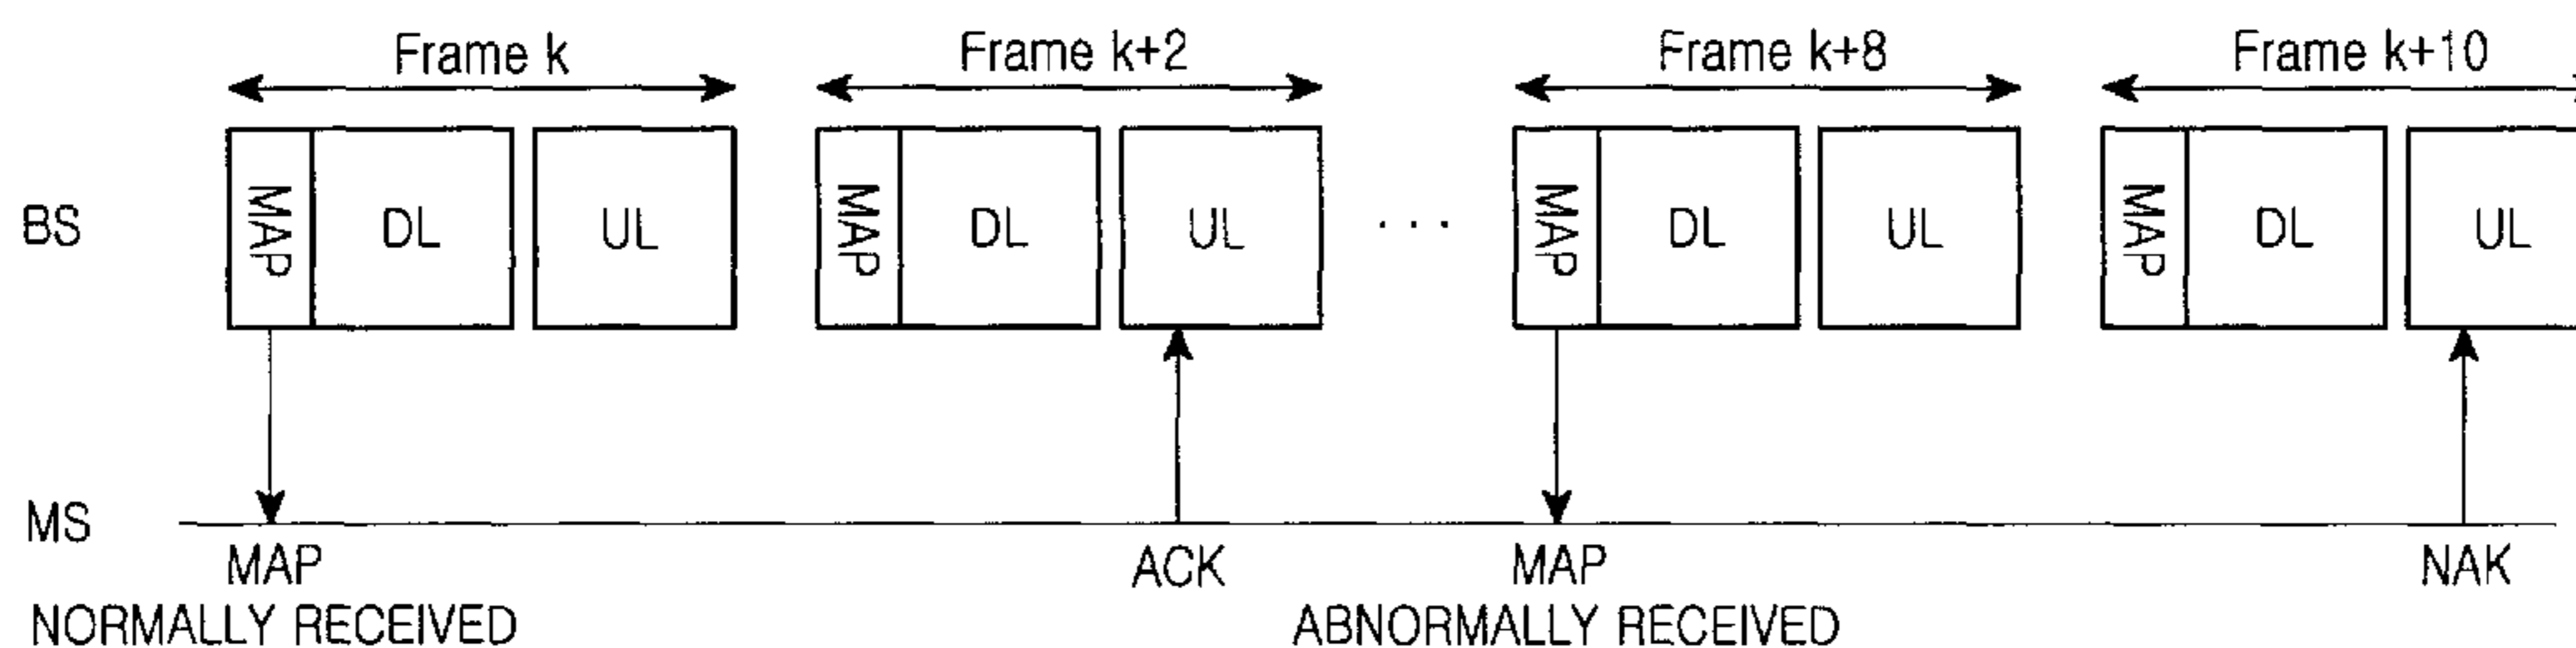 Frame k Frame k+2 Frame k+8 Frame k+10
BS MAP DL UL MAP DL UL ... MAP DL UL MAP DL UL
MS
MAP ACK MAP NAK
NORMALLY RECEIVED ABNORMALLY RECEIVED